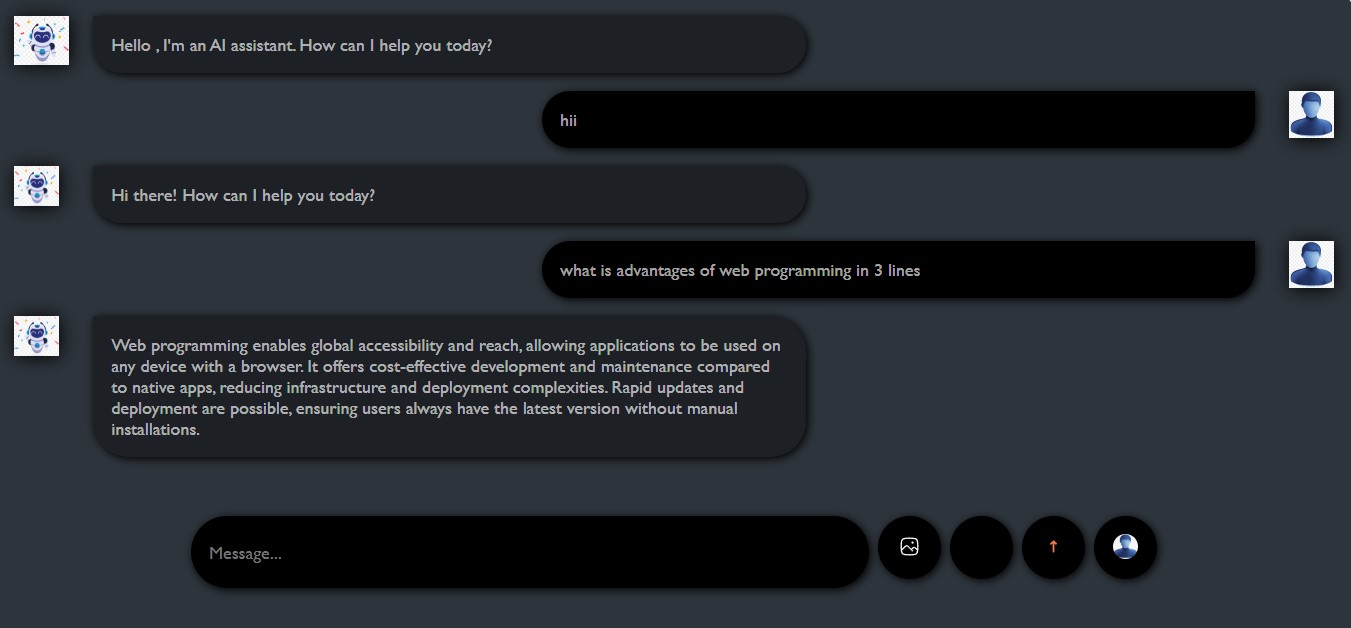 Hello , I'm an AI assistant. How can I help you today?
hii
Hi there! How can I help you today?
what is advantages of web programming in 3 lines
Web programming enables global accessibility and reach, allowing applications to be used on
any device with a browser. It offers cost-effective development and maintenance compared
to native apps, reducing infrastructure and deployment complexities. Rapid updates and
deployment are possible, ensuring users always have the latest version without manual
installations.
Message...